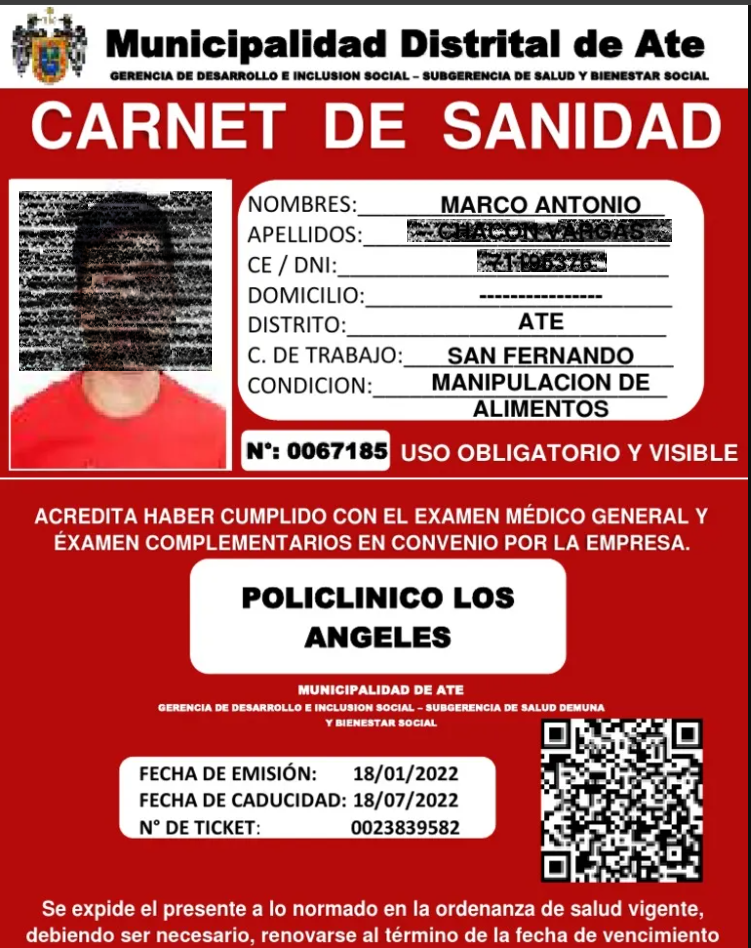 Municipalidad Distrital de Ate
GERENCIA DE DESARROLLO E INCLUSION SOCIAL – SUBGERENCIA DE SALUD Y BIENESTAR SOCIAL
CARNET DE SANIDAD
NOMBRES: MARCO ANTONIO
APELLIDOS:
CE / DNI:
DOMICILIO: ----------------
DISTRITO: ATE
C. DE TRABAJO: SAN FERNANDO
CONDICION: MANIPULACION DE
ALIMENTOS
N°: 0067185 USO OBLIGATORIO Y VISIBLE
ACREDITA HABER CUMPLIDO CON EL EXAMEN MÉDICO GENERAL Y
ÉXAMEN COMPLEMENTARIOS EN CONVENIO POR LA EMPRESA.
POLICLINICO LOS
ANGELES
MUNICIPALIDAD DE ATE
GERENCIA DE DESARROLLO E INCLUSION SOCIAL – SUBGERENCIA DE SALUD DEMUNA
Y BIENESTAR SOCIAL
FECHA DE EMISIÓN: 18/01/2022
FECHA DE CADUCIDAD: 18/07/2022
N° DE TICKET: 0023839582
Se expide el presente a lo normado en la ordenanza de salud vigente,
debiendo ser necesario, renovarse al término de la fecha de vencimiento